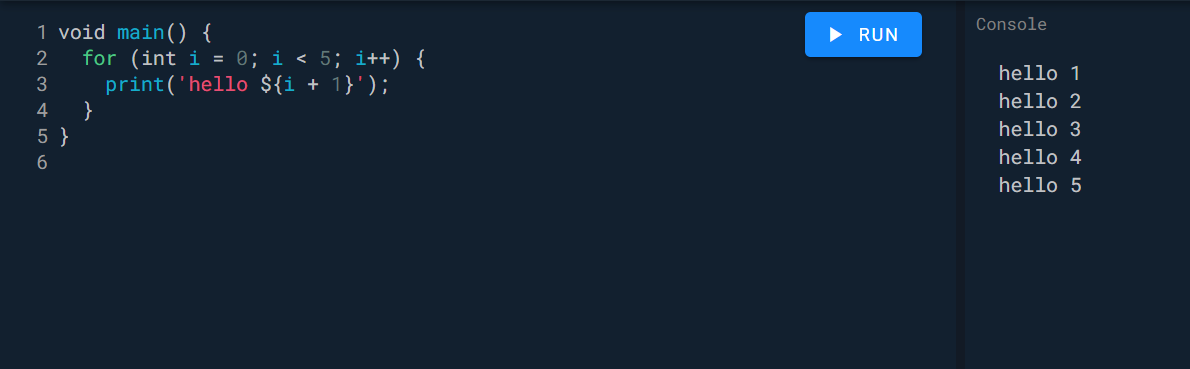 1 void main() {
2   for (int i = 0; i < 5; i++) {
3     print('hello ${i + 1}');
4   }
5 }
6
RUN
Console
hello 1
hello 2
hello 3
hello 4
hello 5